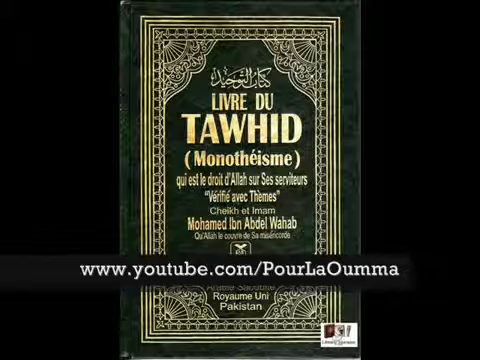 كتاب التوحيد
LIVRE DU
TAWHID
(Monothéisme)
qui est le droit d'Allah sur Ses serviteurs
"Vérifié avec Thèmes"
Cheikh et Imam
Mohamed Ibn Abdel Wahab
Qu'Allah le couvre de Sa miséricorde
www.youtube.com/PourLaOumma
Arabie Saoudite
Royaume Uni
Pakistan